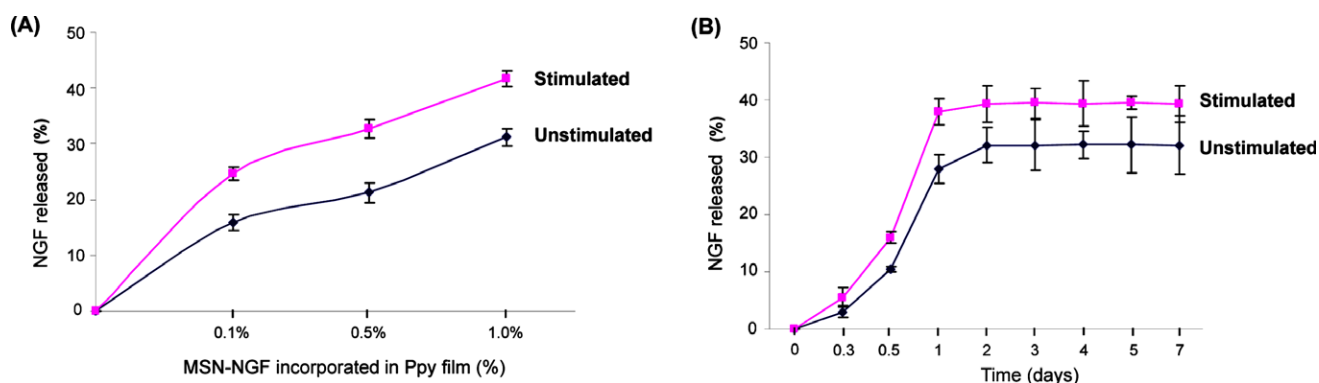 (A)
50
40
30
20
10
0
NGF released (%)
Stimulated
Unstimulated
0.1% 0.5% 1.0%
MSN-NGF incorporated in Ppy film (%)
(B)
50
40
30
20
10
0
NGF released (%)
Stimulated
Unstimulated
0 0.3 0.5 1 2 3 4 5 7
Time (days)